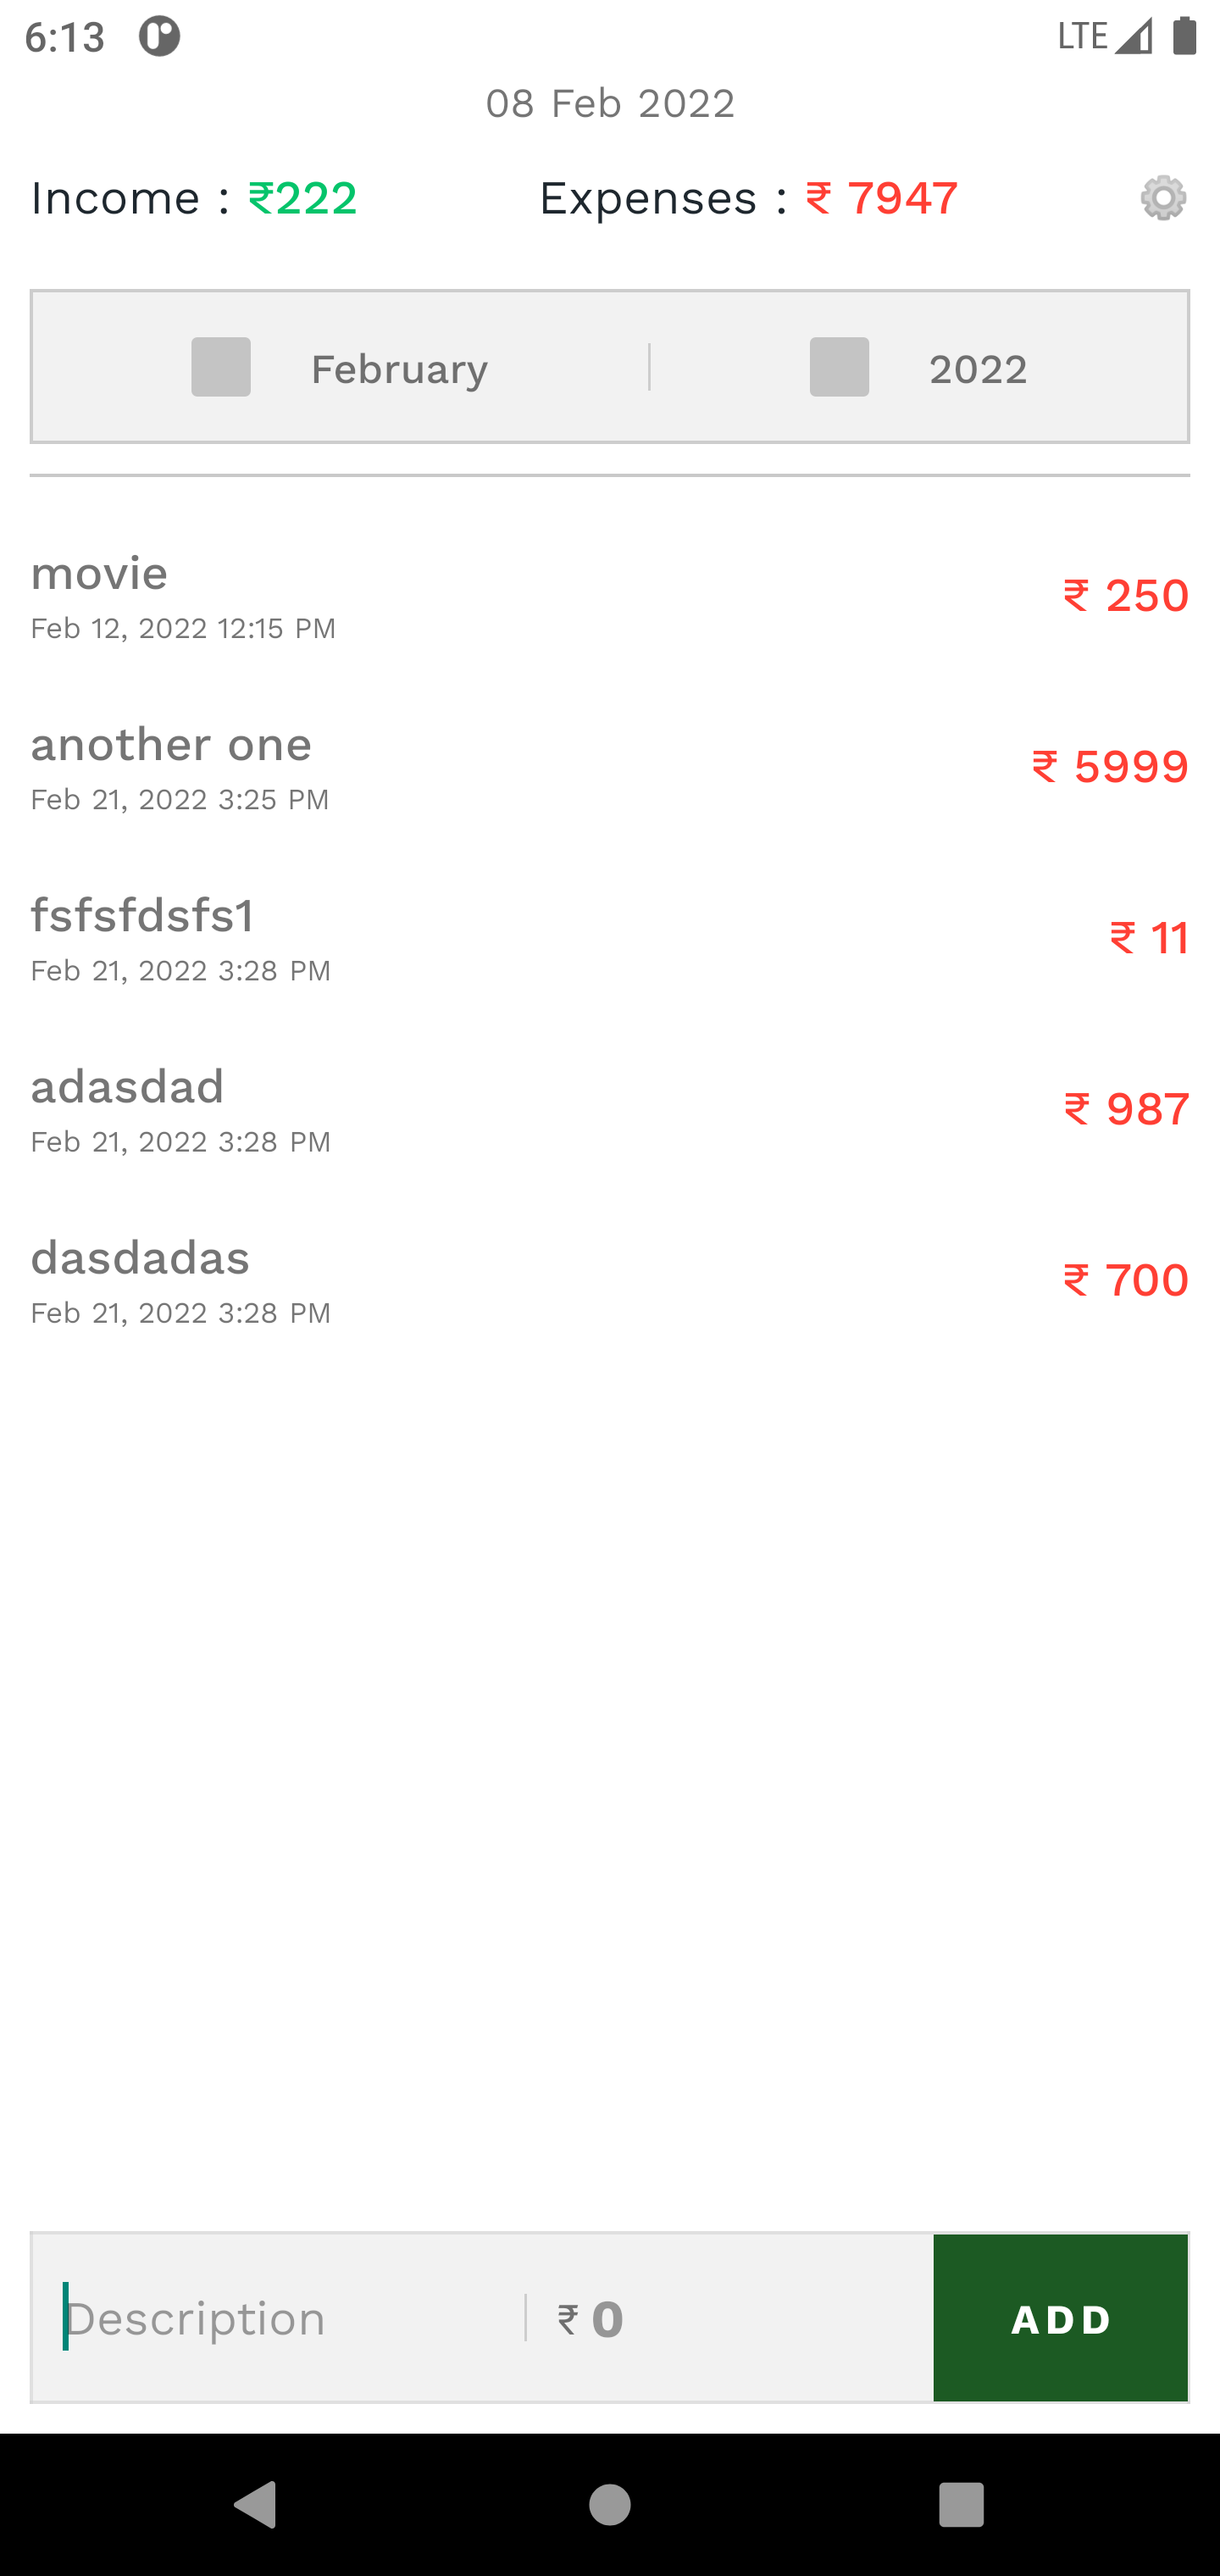 6:13 LTE
08 Feb 2022
Income : ₹222 Expenses : ₹ 7947
February 2022
movie
₹ 250
Feb 12, 2022 12:15 PM
another one
₹ 5999
Feb 21, 2022 3:25 PM
fsfsfdsfs1
₹ 11
Feb 21, 2022 3:28 PM
adasdad
₹ 987
Feb 21, 2022 3:28 PM
dasdadas
₹ 700
Feb 21, 2022 3:28 PM
Description ₹ 0 ADD